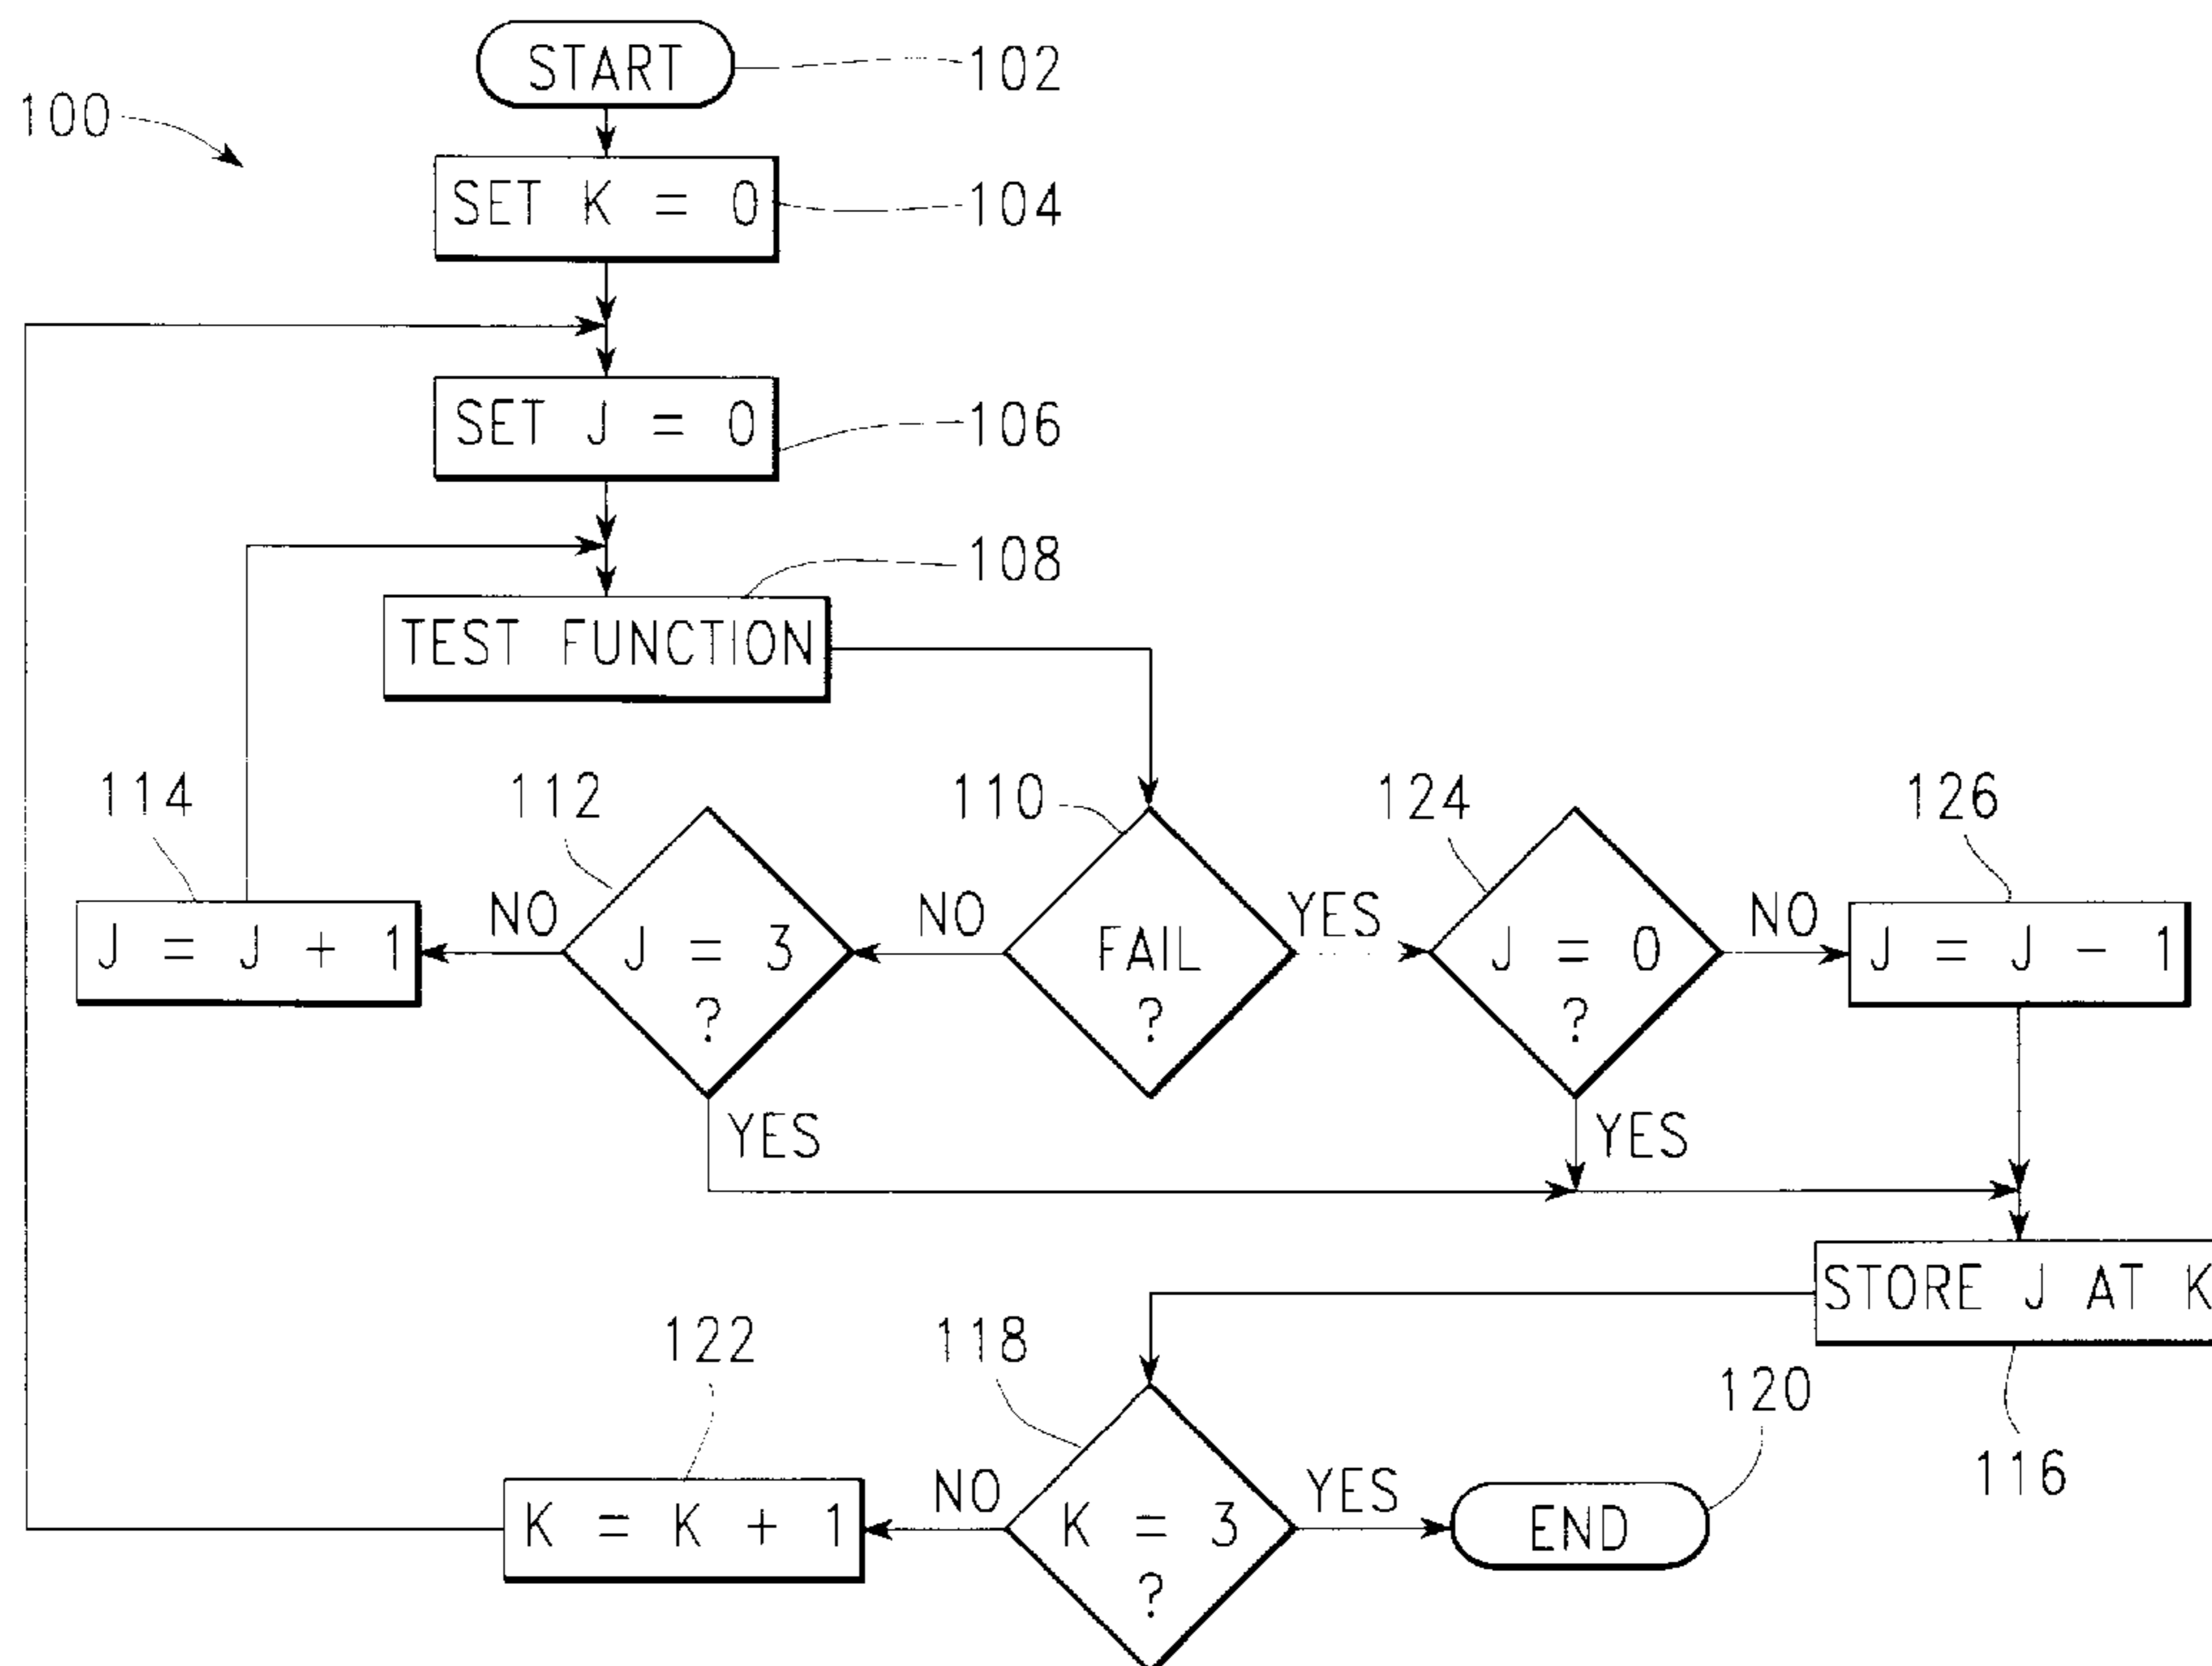 START
102
100
SET K = 0
104
SET J = 0
106
108
TEST FUNCTION
114
112
110
124
126
J = J + 1
NO
J = 3
?
NO
FAIL
?
YES
J = 0
?
NO
J = J - 1
YES
YES
STORE J AT K
122
118
120
116
K = K + 1
NO
K = 3
?
YES
END